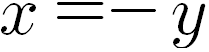 x = − y